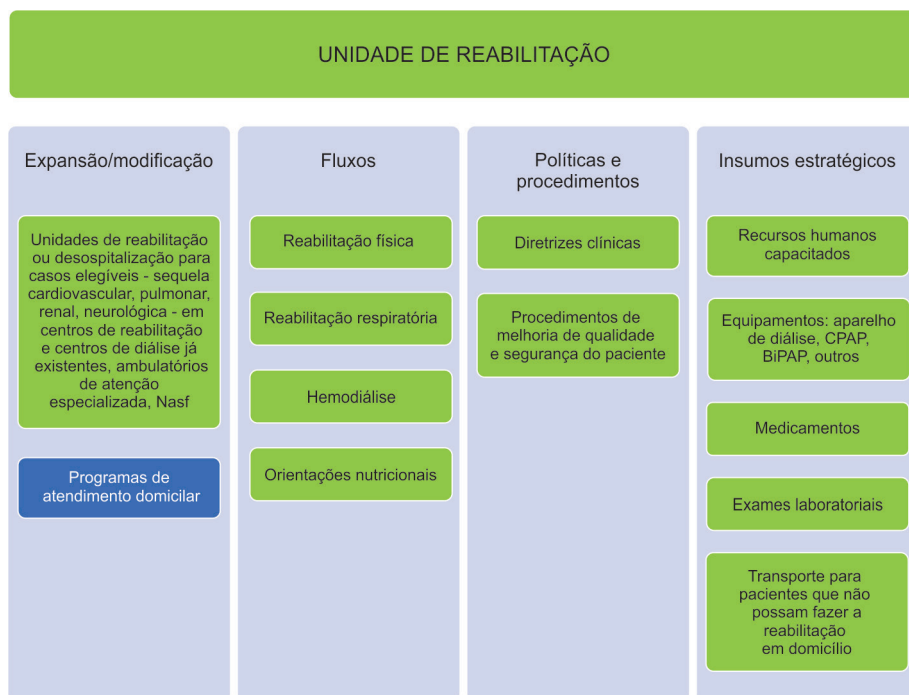 UNIDADE DE REABILITAÇÃO
Expansão/modificação
Unidades de reabilitação
ou desospitalização para
casos elegíveis - sequela
cardiovascular, pulmonar,
renal, neurológica - em
centros de reabilitação
e centros de diálise já
existentes, ambulatórios
de atenção
especializada, Nasf
Programas de
atendimento domicilar
Fluxos
Reabilitação física
Reabilitação respiratória
Hemodiálise
Orientações nutricionais
Políticas e
procedimentos
Diretrizes clínicas
Procedimentos de
melhoria de qualidade
e segurança do paciente
Insumos estratégicos
Recursos humanos
capacitados
Equipamentos: aparelho
de diálise, CPAP,
BiPAP, outros
Medicamentos
Exames laboratoriais
Transporte para
pacientes que não
possam fazer a
reabilitação
em domicílio